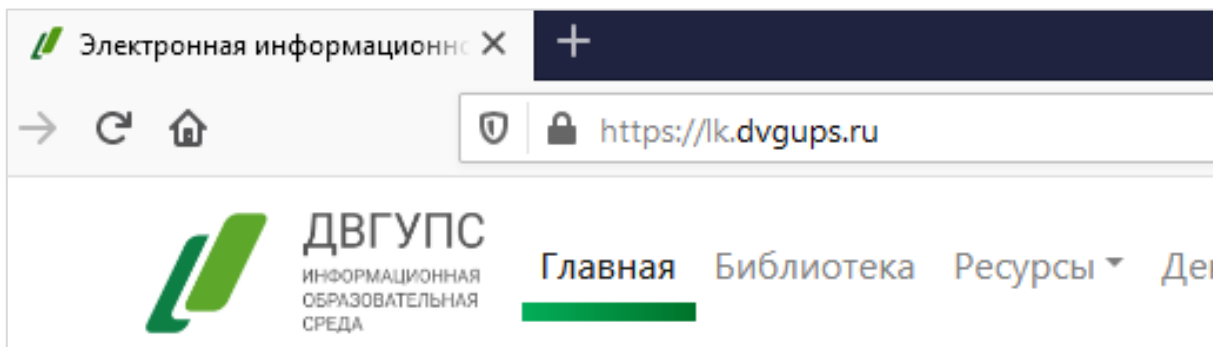 Электронная информационно
https://lk.dvgups.ru
ДВГУПС
ИНФОРМАЦИОННАЯ
ОБРАЗОВАТЕЛЬНАЯ
СРЕДА
Главная Библиотека Ресурсы